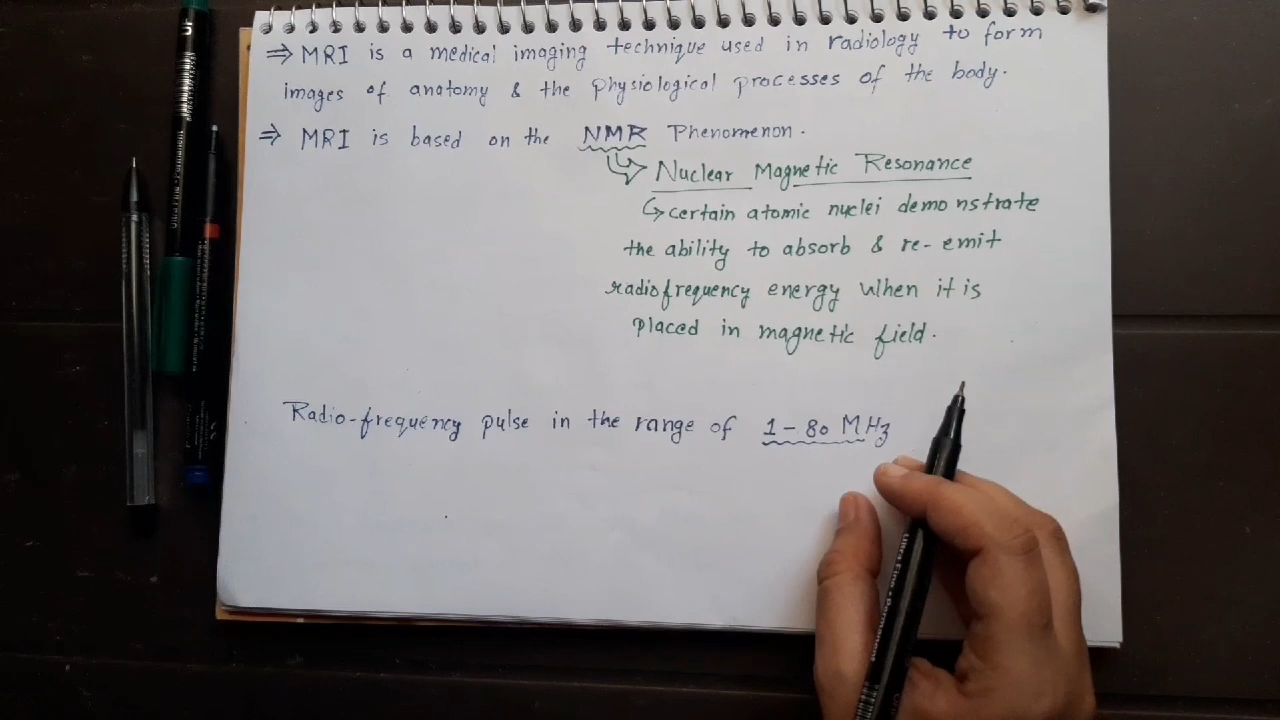 ⇒ MRI is a medical imaging technique used in radiology to form
images of anatomy & the physiological processes of the body.
⇒ MRI is based on the NMR Phenomenon.
Nuclear Magnetic Resonance
certain atomic nuclei demonstrate
the ability to absorb & re-emit
radiofrequency energy when it is
placed in magnetic field.
Radio-frequency pulse in the range of 1-80 MHz